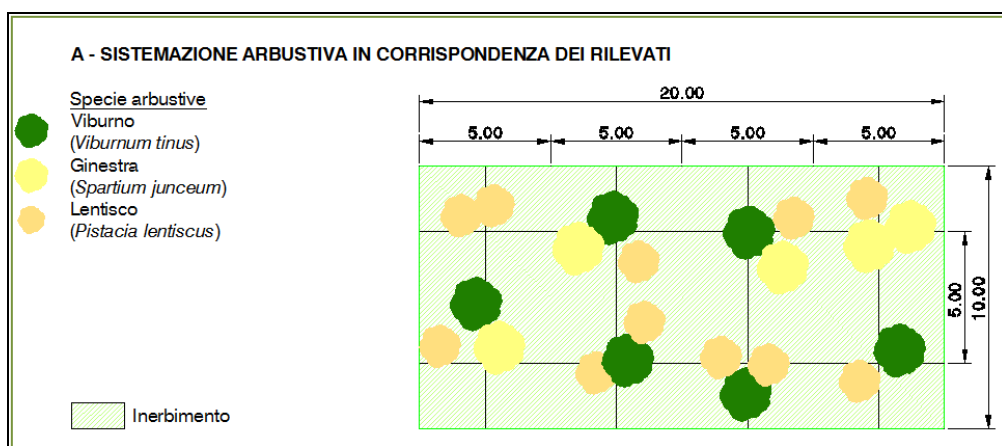 A - SISTEMAZIONE ARBUSTIVA IN CORRISPONDENZA DEI RILEVATI
Specie arbustive
Viburno
(Viburnum tinus)
Ginestra
(Spartium junceum)
Lentisco
(Pistacia lentiscus)
Inerbimento
20.00
5.00 5.00 5.00 5.00
5.00
10.00